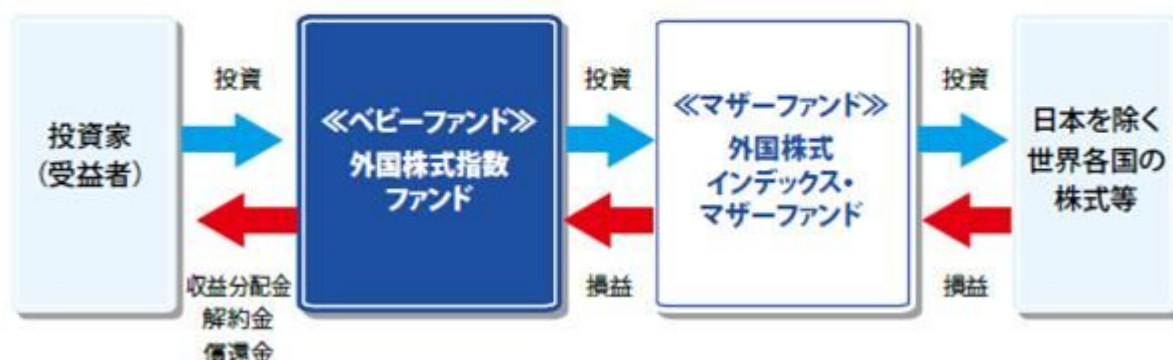 投資家
(受益者)
投資
収益分配金
解約金
償還金
≪ベビーファンド≫
外国株式指数
ファンド
投資
損益
≪マザーファンド≫
外国株式
インデックス・
マザーファンド
投資
損益
日本を除く
世界各国の
株式等